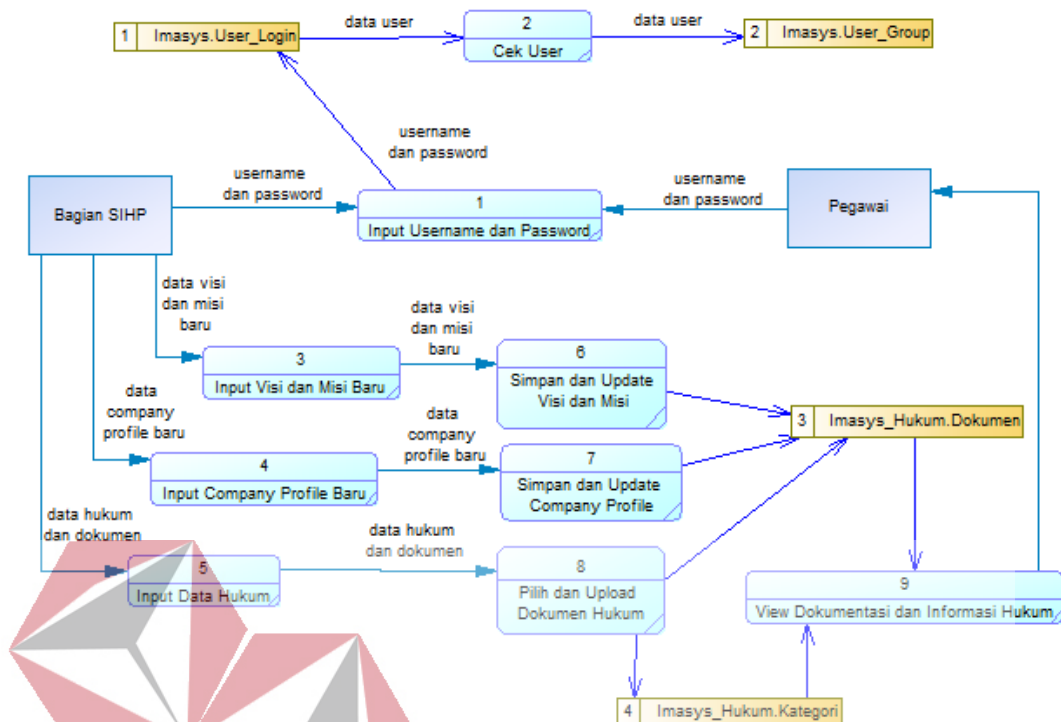 data user
data user
1 Imasys.User_Login
2
Cek User
2 Imasys.User_Group
username
dan password
username
dan password
username
dan password
Bagian SIHP
1
Input Username dan Password
Pegawai
data visi
dan misi
baru
data visi
dan misi
baru
3
Input Visi dan Misi Baru
6
Simpan dan Update
Visi dan Misi
data
company
profile baru
data
company
profile baru
3 Imasys_Hukum.Dokumen
4
Input Company Profile Baru
7
Simpan dan Update
Company Profile
data hukum
dan dokumen
data hukum
dan dokumen
5
Input Data Hukum
8
Pilih dan Upload
Dokumen Hukum
9
View Dokumentasi dan Informasi Hukum
4 Imasys_Hukum.Kategori